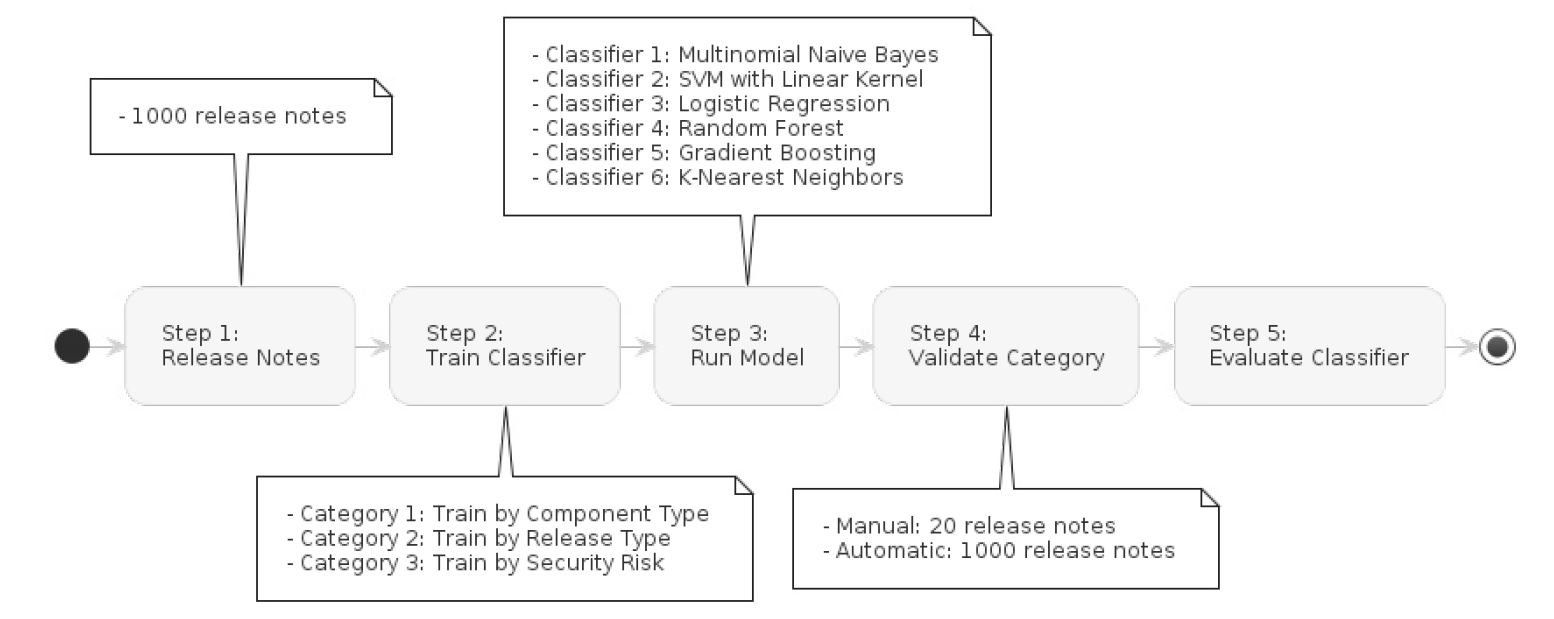 - 1000 release notes
- Classifier 1: Multinomial Naive Bayes
- Classifier 2: SVM with Linear Kernel
- Classifier 3: Logistic Regression
- Classifier 4: Random Forest
- Classifier 5: Gradient Boosting
- Classifier 6: K-Nearest Neighbors
Step 1:
Release Notes
Step 2:
Train Classifier
Step 3:
Run Model
Step 4:
Validate Category
Step 5:
Evaluate Classifier
- Category 1: Train by Component Type
- Category 2: Train by Release Type
- Category 3: Train by Security Risk
- Manual: 20 release notes
- Automatic: 1000 release notes